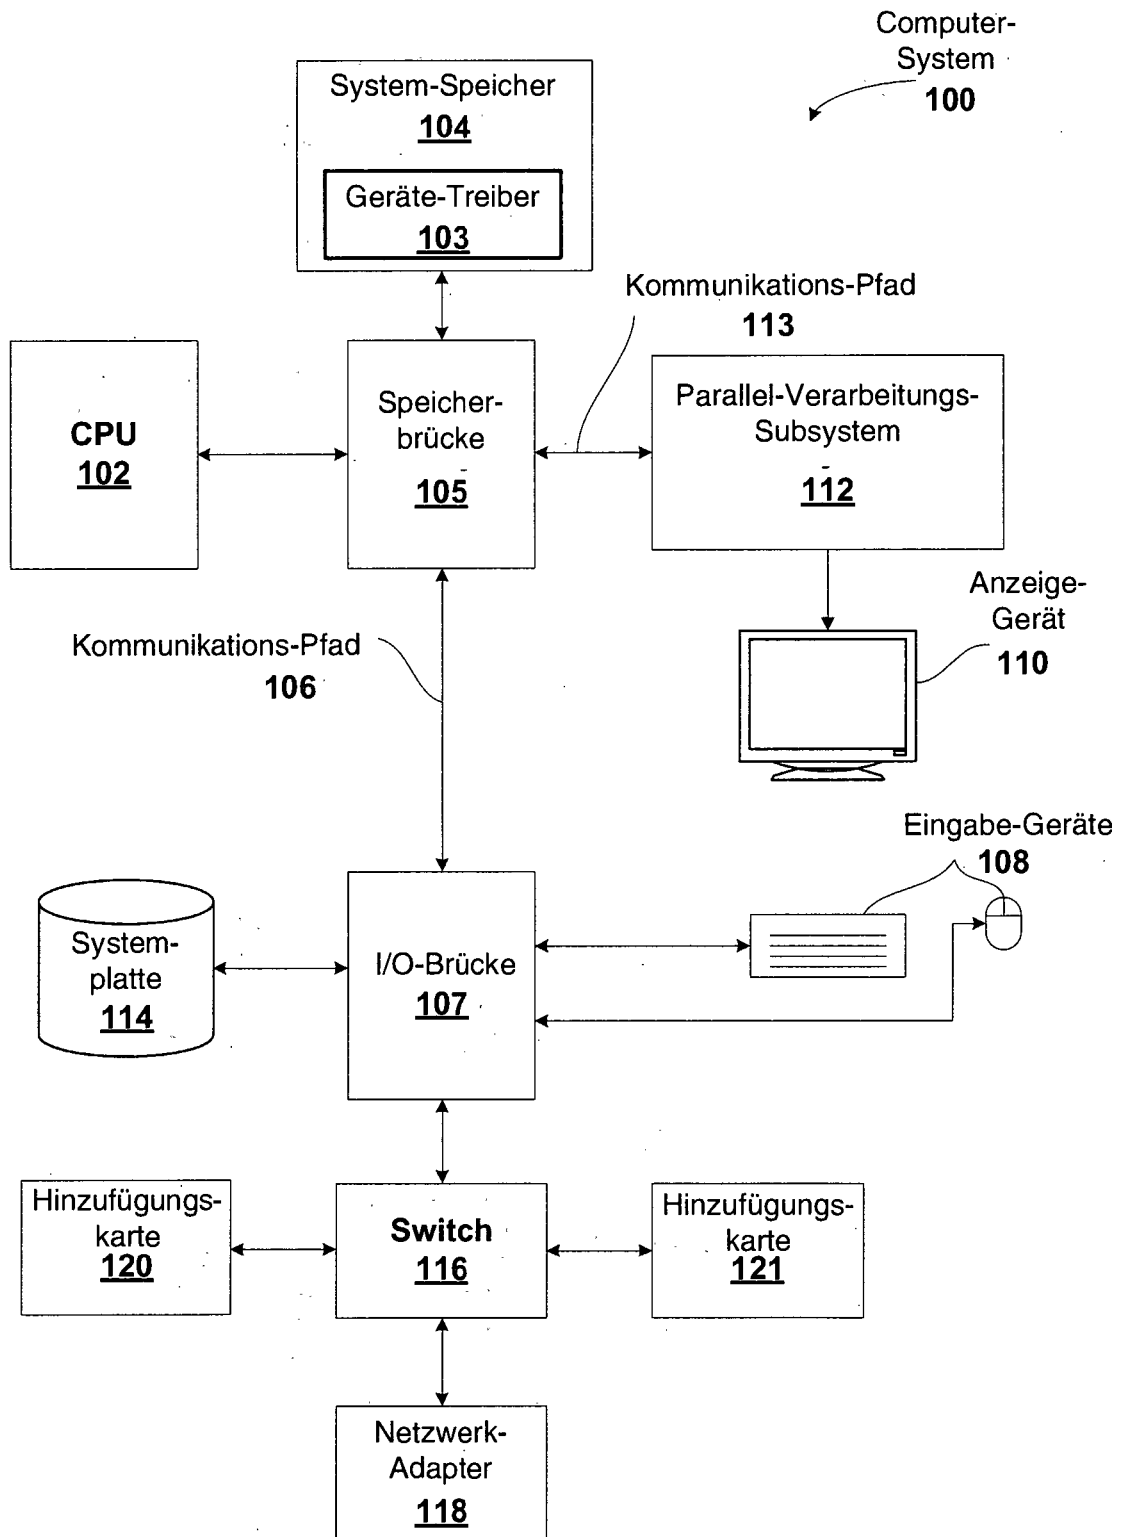 Computer-
System
100
System-Speicher
104
Geräte-Treiber
103
Kommunikations-Pfad
113
CPU
102
Speicher-
brücke
105
Parallel-Verarbeitungs-
Subsystem
112
Anzeige-
Gerät
110
Kommunikations-Pfad
106
Eingabe-Geräte
108
System-
platte
114
I/O-Brücke
107
Hinzufügungs-
karte
120
Switch
116
Hinzufügungs-
karte
121
Netzwerk-
Adapter
118